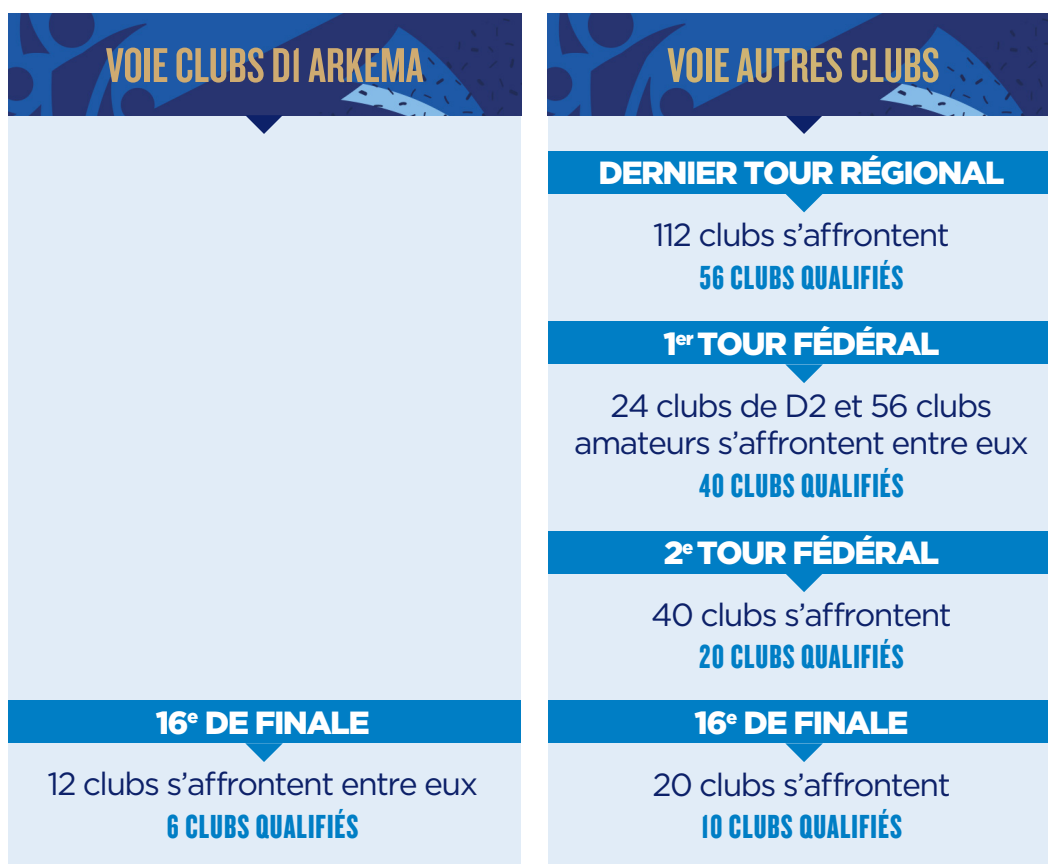 VOIE CLUBS D1 ARKEMA
16e DE FINALE
12 clubs s’affrontent entre eux
6 CLUBS QUALIFIÉS
VOIE AUTRES CLUBS
DERNIER TOUR RÉGIONAL
112 clubs s’affrontent
56 CLUBS QUALIFIÉS
1er TOUR FÉDÉRAL
24 clubs de D2 et 56 clubs
amateurs s’affrontent entre eux
40 CLUBS QUALIFIÉS
2e TOUR FÉDÉRAL
40 clubs s’affrontent
20 CLUBS QUALIFIÉS
16e DE FINALE
20 clubs s’affrontent
10 CLUBS QUALIFIÉS